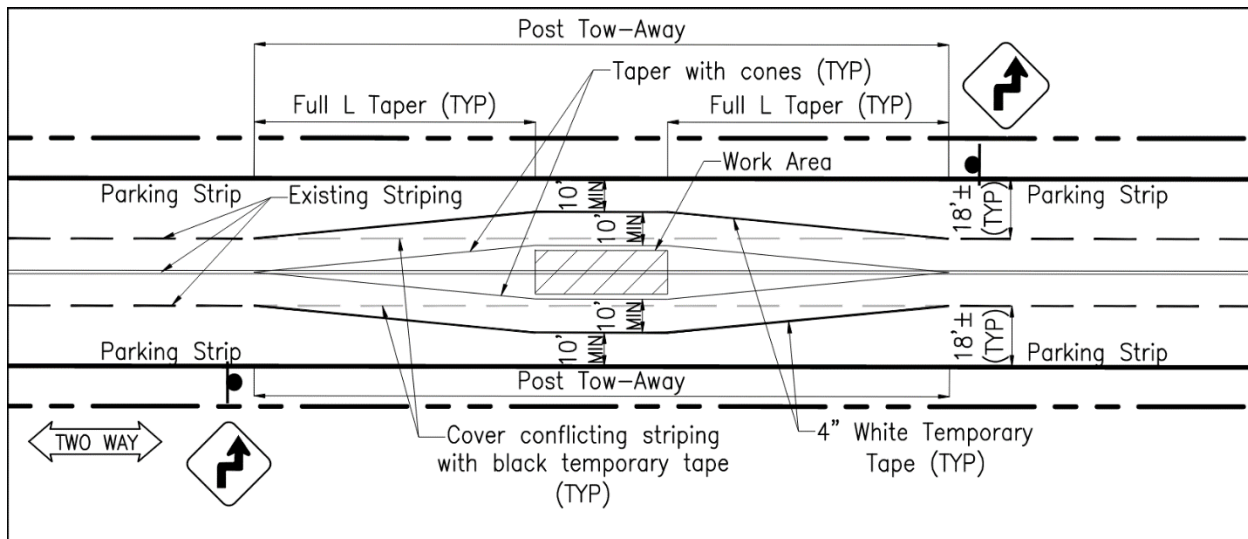 Post Tow-Away
Taper with cones (TYP)
Full L Taper (TYP)
Full L Taper (TYP)
Work Area
Parking Strip
Existing Striping
10'
MIN
10'
MIN
18'±
(TYP)
Parking Strip
10'
MIN
10'
MIN
18'±
(TYP)
Parking Strip
Parking Strip
Post Tow-Away
TWO WAY
Cover conflicting striping
with black temporary tape
(TYP)
4" White Temporary
Tape (TYP)